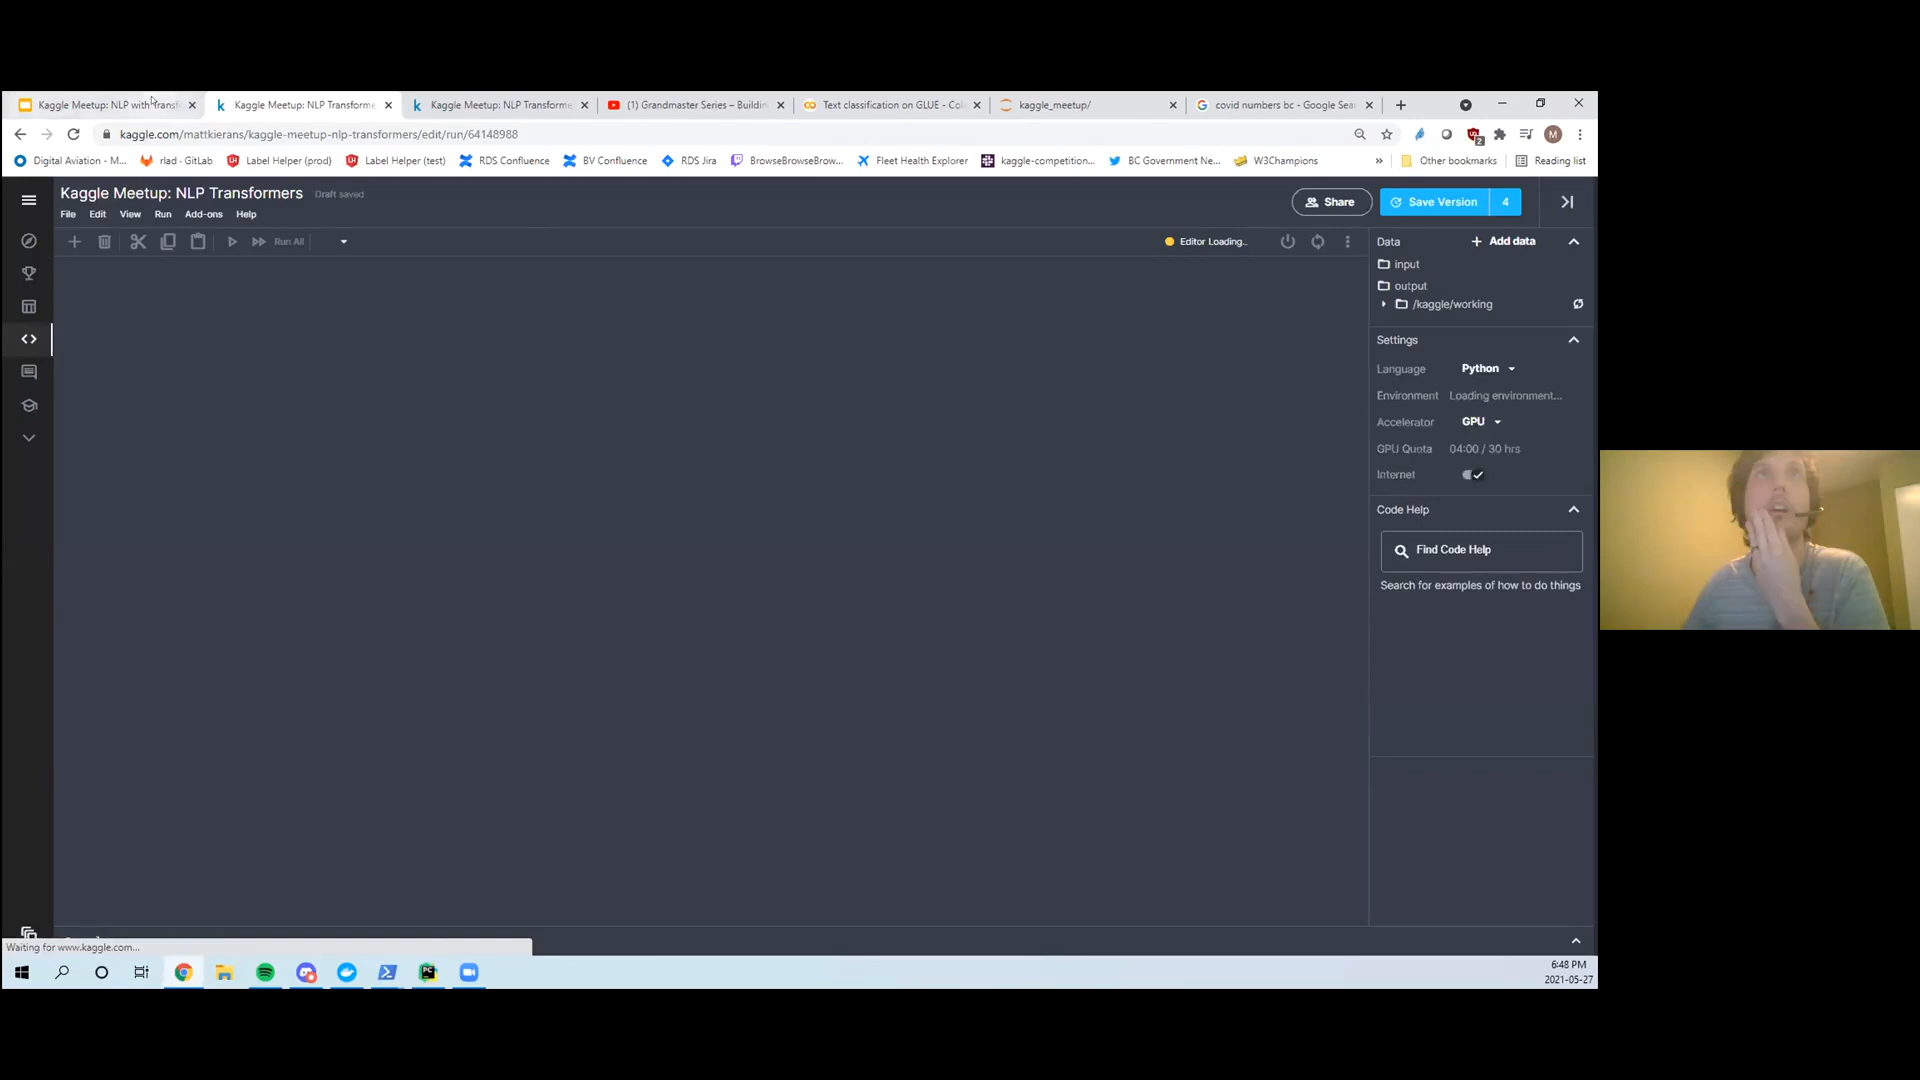 Kaggle Meetup: NLP with Transf
Kaggle Meetup: NLP Transforme
Kaggle Meetup: NLP Transforme
(1) Grandmaster Series – Buildin
Text classification on GLUE - Col
kaggle_meetup/
covid numbers bc - Google Sea
kaggle.com/mattkierans/kaggle-meetup-nlp-transformers/edit/run/64148988
Digital Aviation - M...
rlad · GitLab
Label Helper (prod)
Label Helper (test)
RDS Confluence
BV Confluence
RDS Jira
BrowseBrowseBrow...
Fleet Health Explorer
kaggle-competition...
BC Government Ne...
W3Champions
»
Other bookmarks
Reading list
Kaggle Meetup: NLP Transformers
Draft saved
File Edit View Run Add-ons Help
Share
Save Version 4
Run All
Editor Loading..
Data
Add data
input
output
/kaggle/working
Settings
Language Python
Environment Loading environment...
Accelerator GPU
GPU Quota 04:00 / 30 hrs
Internet
Code Help
Find Code Help
Search for examples of how to do things
Waiting for www.kaggle.com...
6:48 PM
2021-05-27